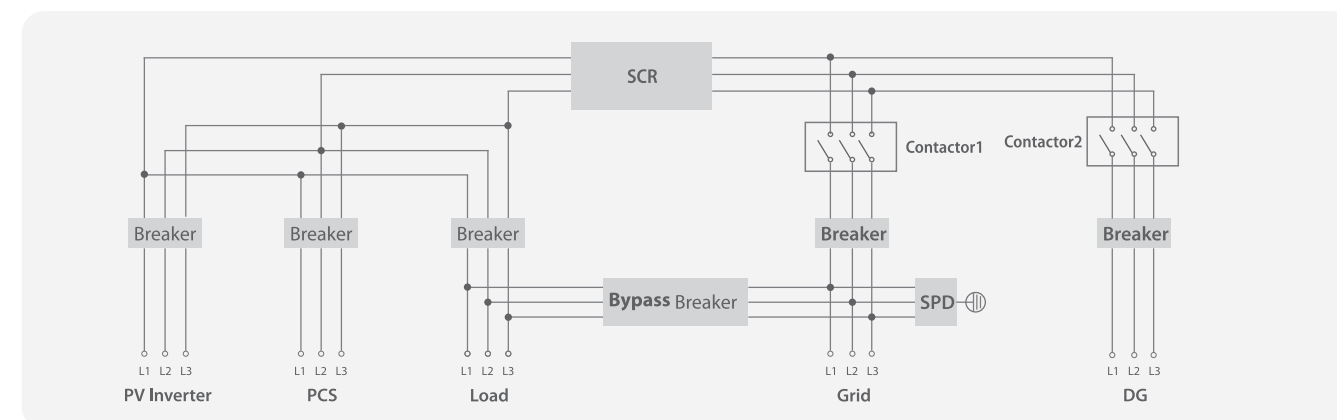 SCR
Contactor1
Contactor2
Breaker
Breaker
Breaker
Breaker
Breaker
Bypass Breaker
SPD
L1 L2 L3
L1 L2 L3
L1 L2 L3
L1 L2 L3
L1 L2 L3
PV Inverter
PCS
Load
Grid
DG